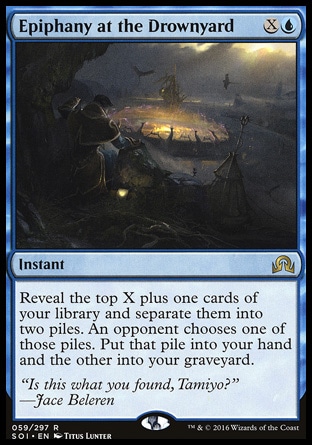 Epiphany at the Drownyard X
Instant
Reveal the top X plus one cards of
your library and separate them into
two piles. An opponent chooses one of
those piles. Put that pile into your hand
and the other into your graveyard.
"Is this what you found, Tamiyo?"
—Jace Beleren
059/297 R
SOI • EN Titus Lunter
™ & © 2016 Wizards of the Coast